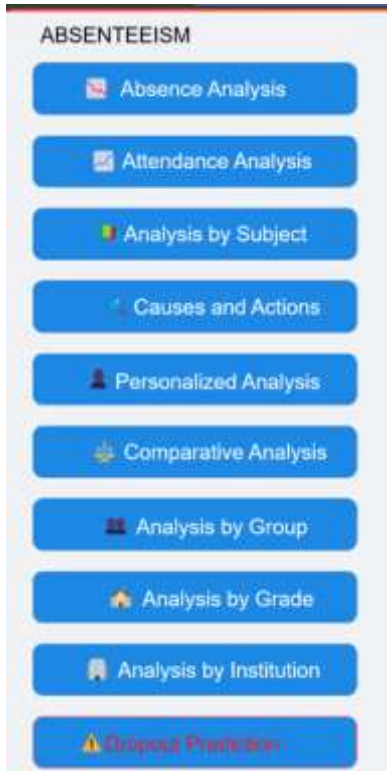 ABSENTEEISM
Absence Analysis
Attendance Analysis
Analysis by Subject
Causes and Actions
Personalized Analysis
Comparative Analysis
Analysis by Group
Analysis by Grade
Analysis by Institution
Dropout Prediction